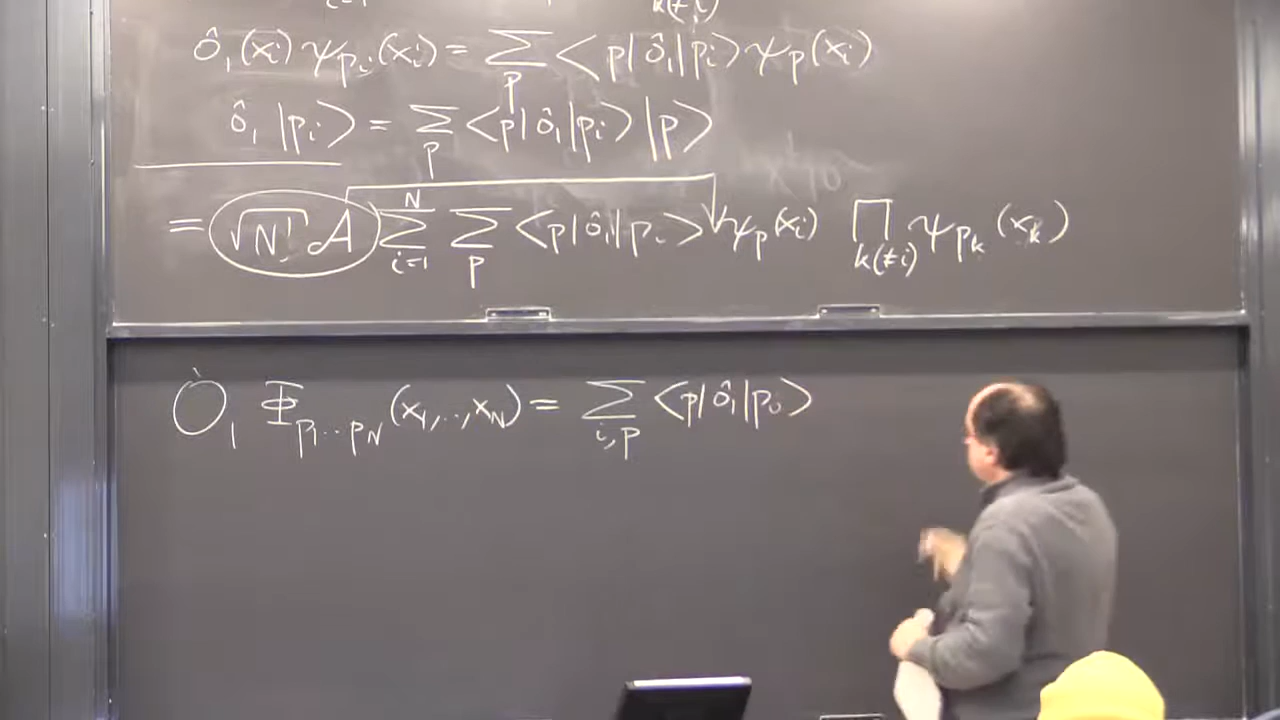 k(≠i)
ô₁(xᵢ) ψ_{pᵢ}(xᵢ) = Σ_p <p|ô₁|pᵢ> ψ_p(xᵢ)
ô₁ |pᵢ> = Σ_p <p|ô₁|pᵢ> |p>
= √N! A Σ_{i=1}^{N} Σ_p <p|ô₁|pᵢ> ψ_p(xᵢ) ∏_{k(≠i)} ψ_{p_k}(x_k)
Ô₁ Φ_{p₁...p_N}(x₁,..,x_N) = Σ_{i,p} <p|ô₁|pᵢ>